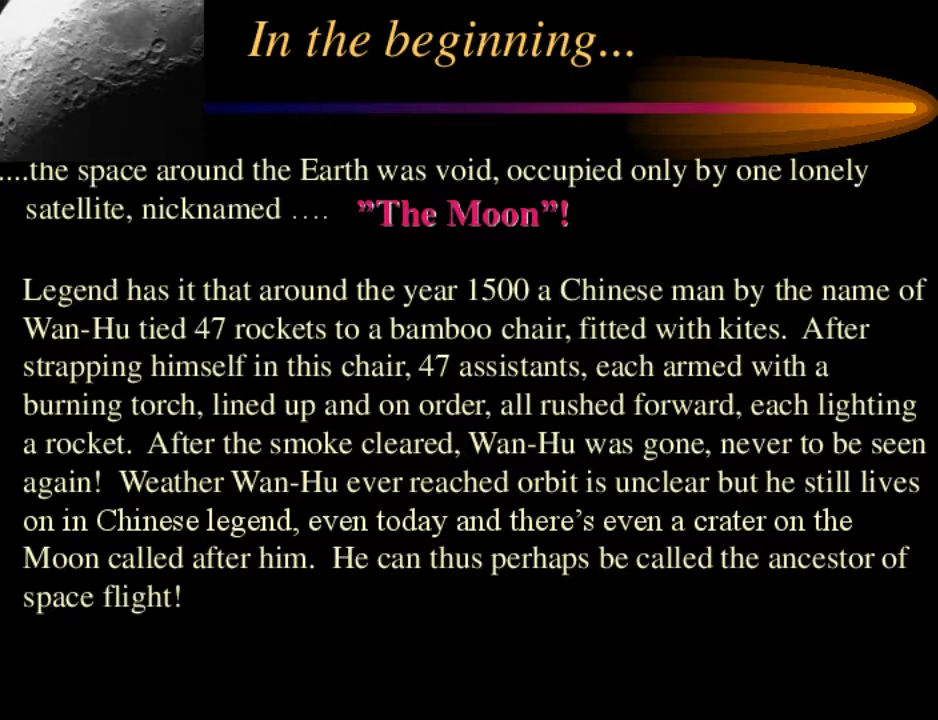 In the beginning...
....the space around the Earth was void, occupied only by one lonely
satellite, nicknamed .... ”The Moon”!
Legend has it that around the year 1500 a Chinese man by the name of
Wan-Hu tied 47 rockets to a bamboo chair, fitted with kites. After
strapping himself in this chair, 47 assistants, each armed with a
burning torch, lined up and on order, all rushed forward, each lighting
a rocket. After the smoke cleared, Wan-Hu was gone, never to be seen
again! Weather Wan-Hu ever reached orbit is unclear but he still lives
on in Chinese legend, even today and there’s even a crater on the
Moon called after him. He can thus perhaps be called the ancestor of
space flight!